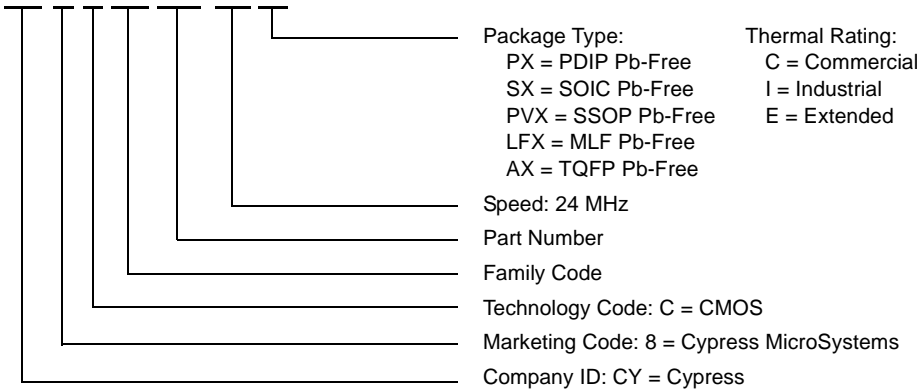 Package Type:
PX = PDIP Pb-Free
SX = SOIC Pb-Free
PVX = SSOP Pb-Free
LFX = MLF Pb-Free
AX = TQFP Pb-Free
Thermal Rating:
C = Commercial
I = Industrial
E = Extended
Speed: 24 MHz
Part Number
Family Code
Technology Code: C = CMOS
Marketing Code: 8 = Cypress MicroSystems
Company ID: CY = Cypress